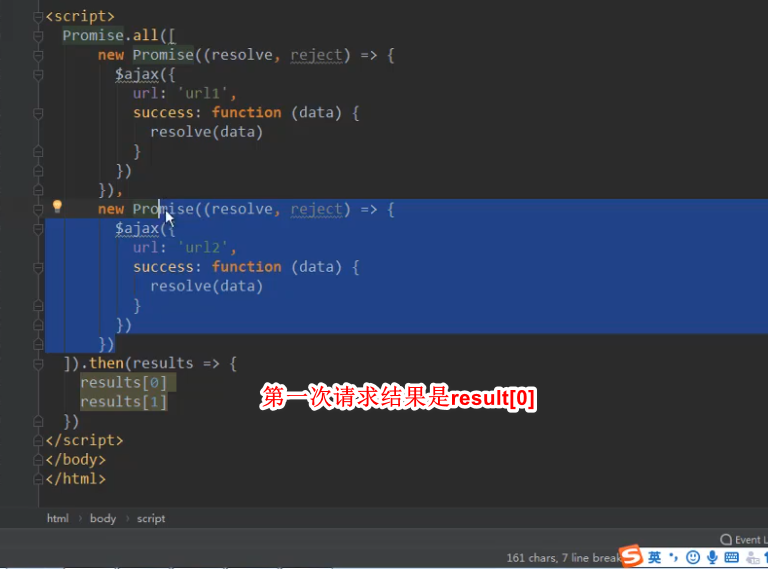 <script>
Promise.all([
new Promise((resolve, reject) => {
$ajax({
url: 'url1',
success: function (data) {
resolve(data)
}
})
}),
new Promise((resolve, reject) => {
$ajax({
url: 'url2',
success: function (data) {
resolve(data)
}
})
})
]).then(results => {
results[0]
results[1]
})
</script>
</body>
</html>
第一次请求结果是result[0]
html › body › script
Event L
161 chars, 7 line break
S 英